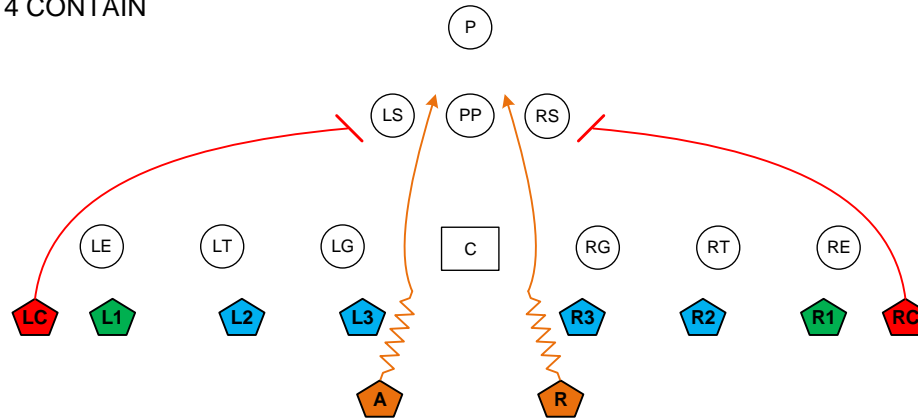 4 CONTAIN
P
LS PP RS
LE LT LG C RG RT RE
LC L1 L2 L3 R3 R2 R1 RC
A R